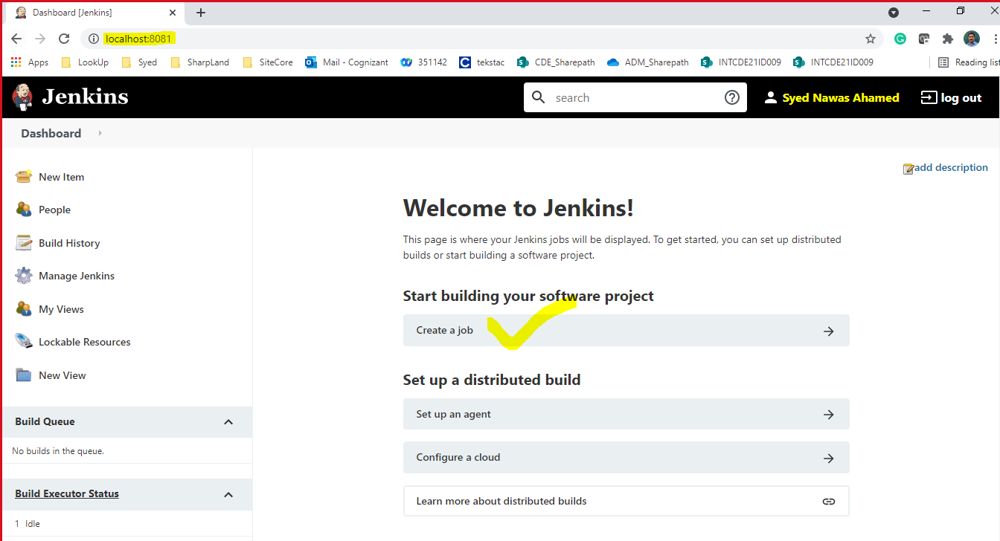 Dashboard [Jenkins]
localhost:8081
Apps LookUp Syed SharpLand SiteCore Mail - Cognizant 351142 tekstac CDE_Sharepath ADM_Sharepath INTCDE21ID009 INTCDE21ID009 Reading list
Jenkins search Syed Nawas Ahamed log out
Dashboard
add description
New Item
People
Build History
Manage Jenkins
My Views
Lockable Resources
New View
Build Queue
No builds in the queue.
Build Executor Status
1 Idle
Welcome to Jenkins!
This page is where your Jenkins jobs will be displayed. To get started, you can set up distributed
builds or start building a software project.
Start building your software project
Create a job
Set up a distributed build
Set up an agent
Configure a cloud
Learn more about distributed builds